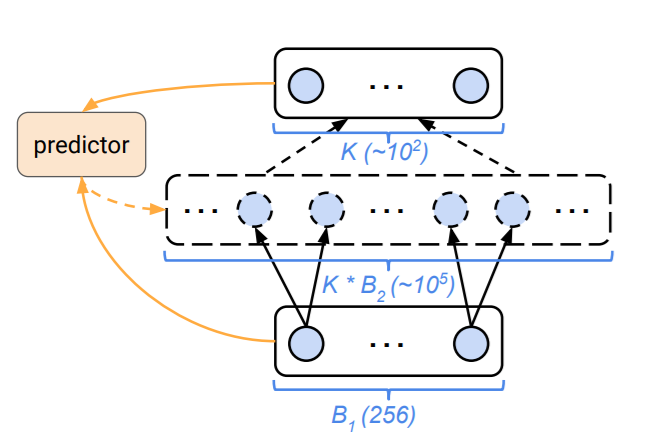 predictor
...
K (~10²)
... ... ...
K * B₂ (~10⁵)
...
B₁ (256)